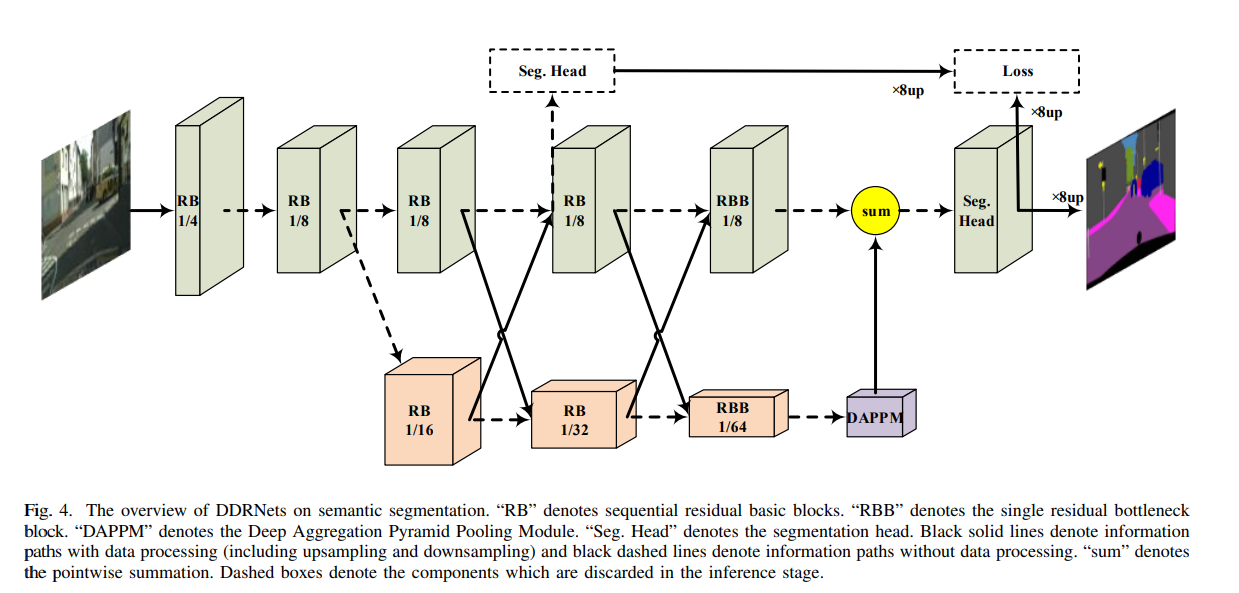 Seg. Head
Loss
×8up
×8up
RB
1/4
RB
1/8
RB
1/8
RB
1/8
RBB
1/8
sum
Seg.
Head
×8up
RB
1/16
RB
1/32
RBB
1/64
DAPPM
Fig. 4. The overview of DDRNets on semantic segmentation. “RB” denotes sequential residual basic blocks. “RBB” denotes the single residual bottleneck
block. “DAPPM” denotes the Deep Aggregation Pyramid Pooling Module. “Seg. Head” denotes the segmentation head. Black solid lines denote information
paths with data processing (including upsampling and downsampling) and black dashed lines denote information paths without data processing. “sum” denotes
the pointwise summation. Dashed boxes denote the components which are discarded in the inference stage.